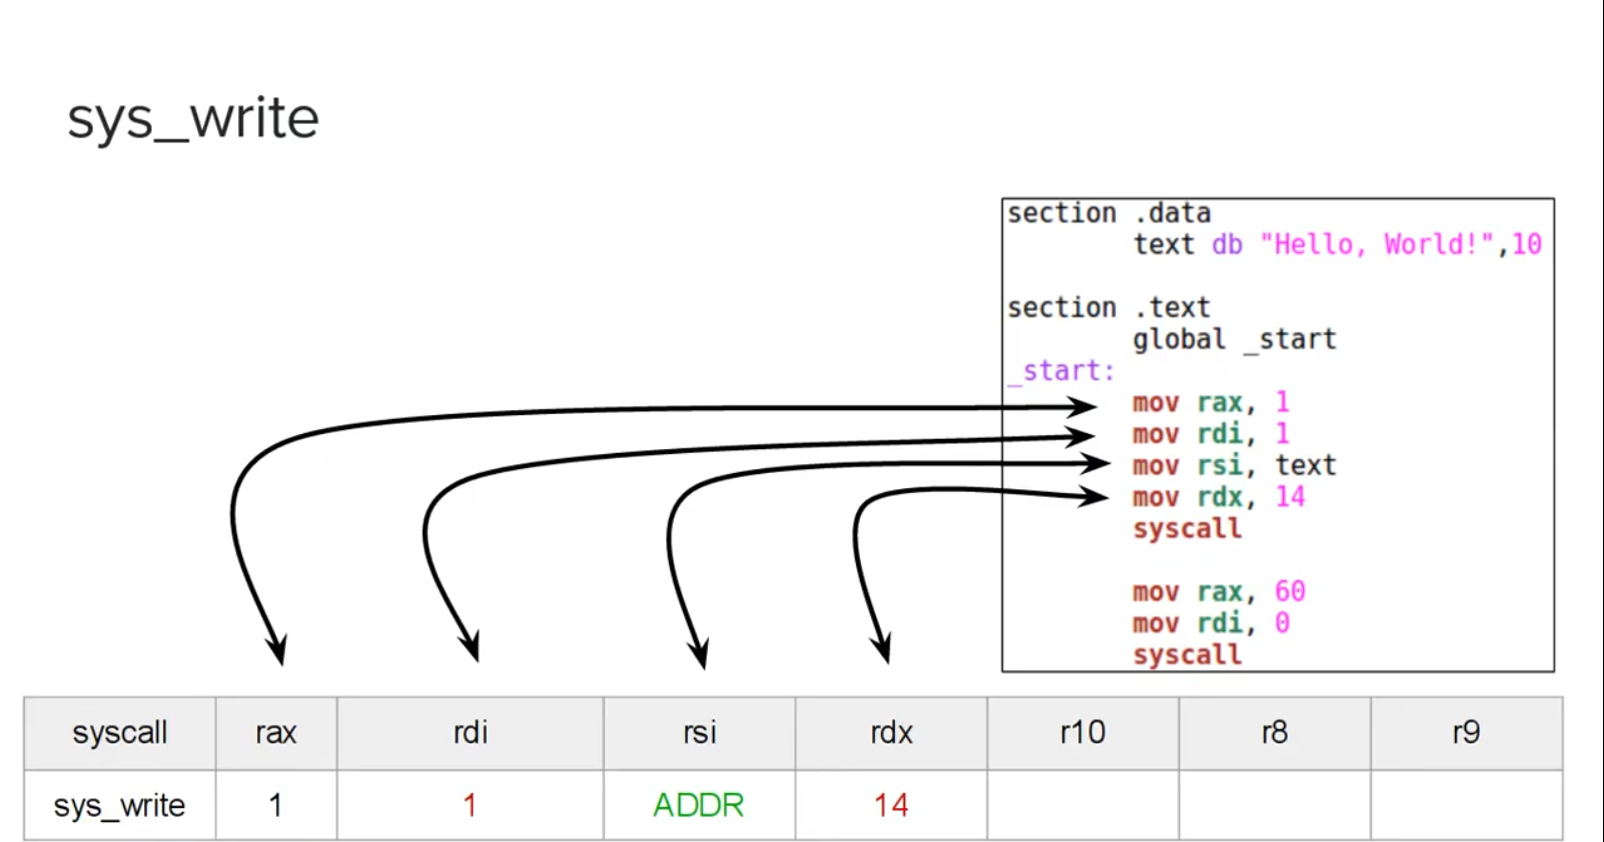 sys_write
section .data
text db "Hello, World!",10
section .text
global _start
_start:
mov rax, 1
mov rdi, 1
mov rsi, text
mov rdx, 14
syscall
mov rax, 60
mov rdi, 0
syscall
syscall rax rdi rsi rdx r10 r8 r9
sys_write 1 1 ADDR 14